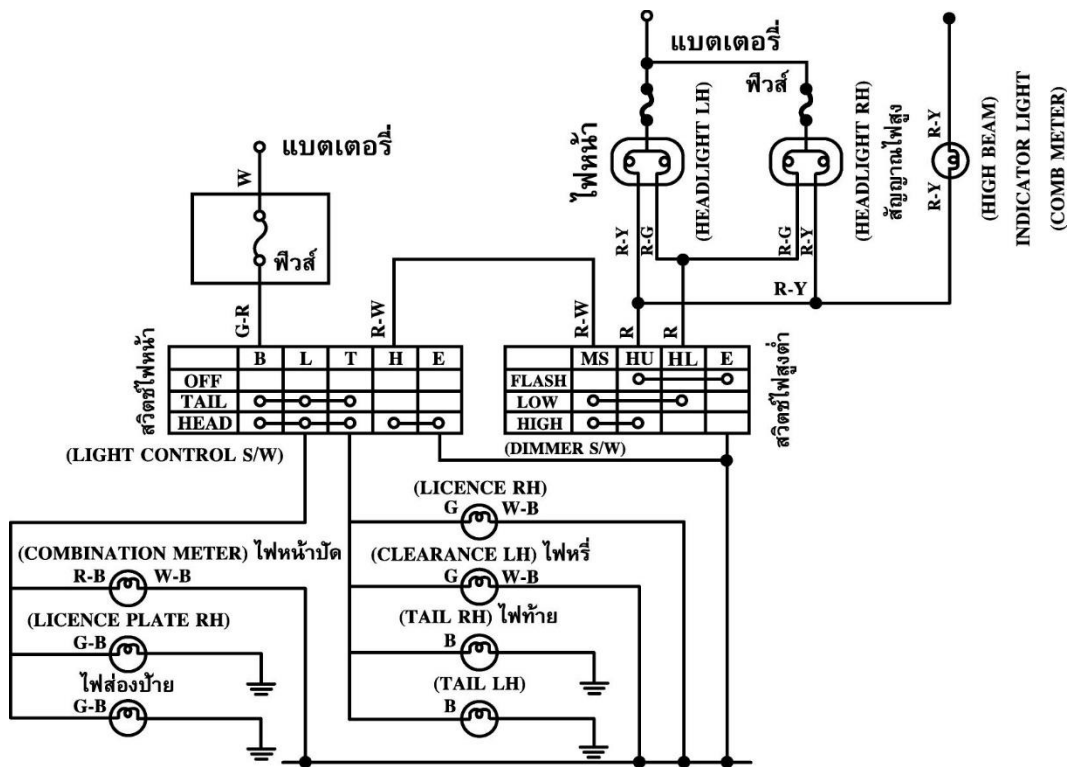 แบตเตอรี่
ฟิวส์
ไฟหน้า
(HEADLIGHT LH)
(HEADLIGHT RH)
สัญญาณไฟสูง
R-Y
R-Y
(HIGH BEAM)
INDICATOR LIGHT
(COMB METER)
แบตเตอรี่
W
ฟิวส์
G-R
R-W
R-W
R-Y
R-G
R-G
R-Y
R-Y
R
R
สวิตช์ไฟหน้า
B L T H E
OFF
TAIL
HEAD
(LIGHT CONTROL S/W)
MS HU HL E
FLASH
LOW
HIGH
(DIMMER S/W)
สวิตช์ไฟสูงต่ำ
(COMBINATION METER) ไฟหน้าปัด
R-B W-B
(LICENCE PLATE RH)
G-B
ไฟส่องป้าย
G-B
(LICENCE RH)
G W-B
(CLEARANCE LH) ไฟหรี่
G W-B
(TAIL RH) ไฟท้าย
B
(TAIL LH)
B